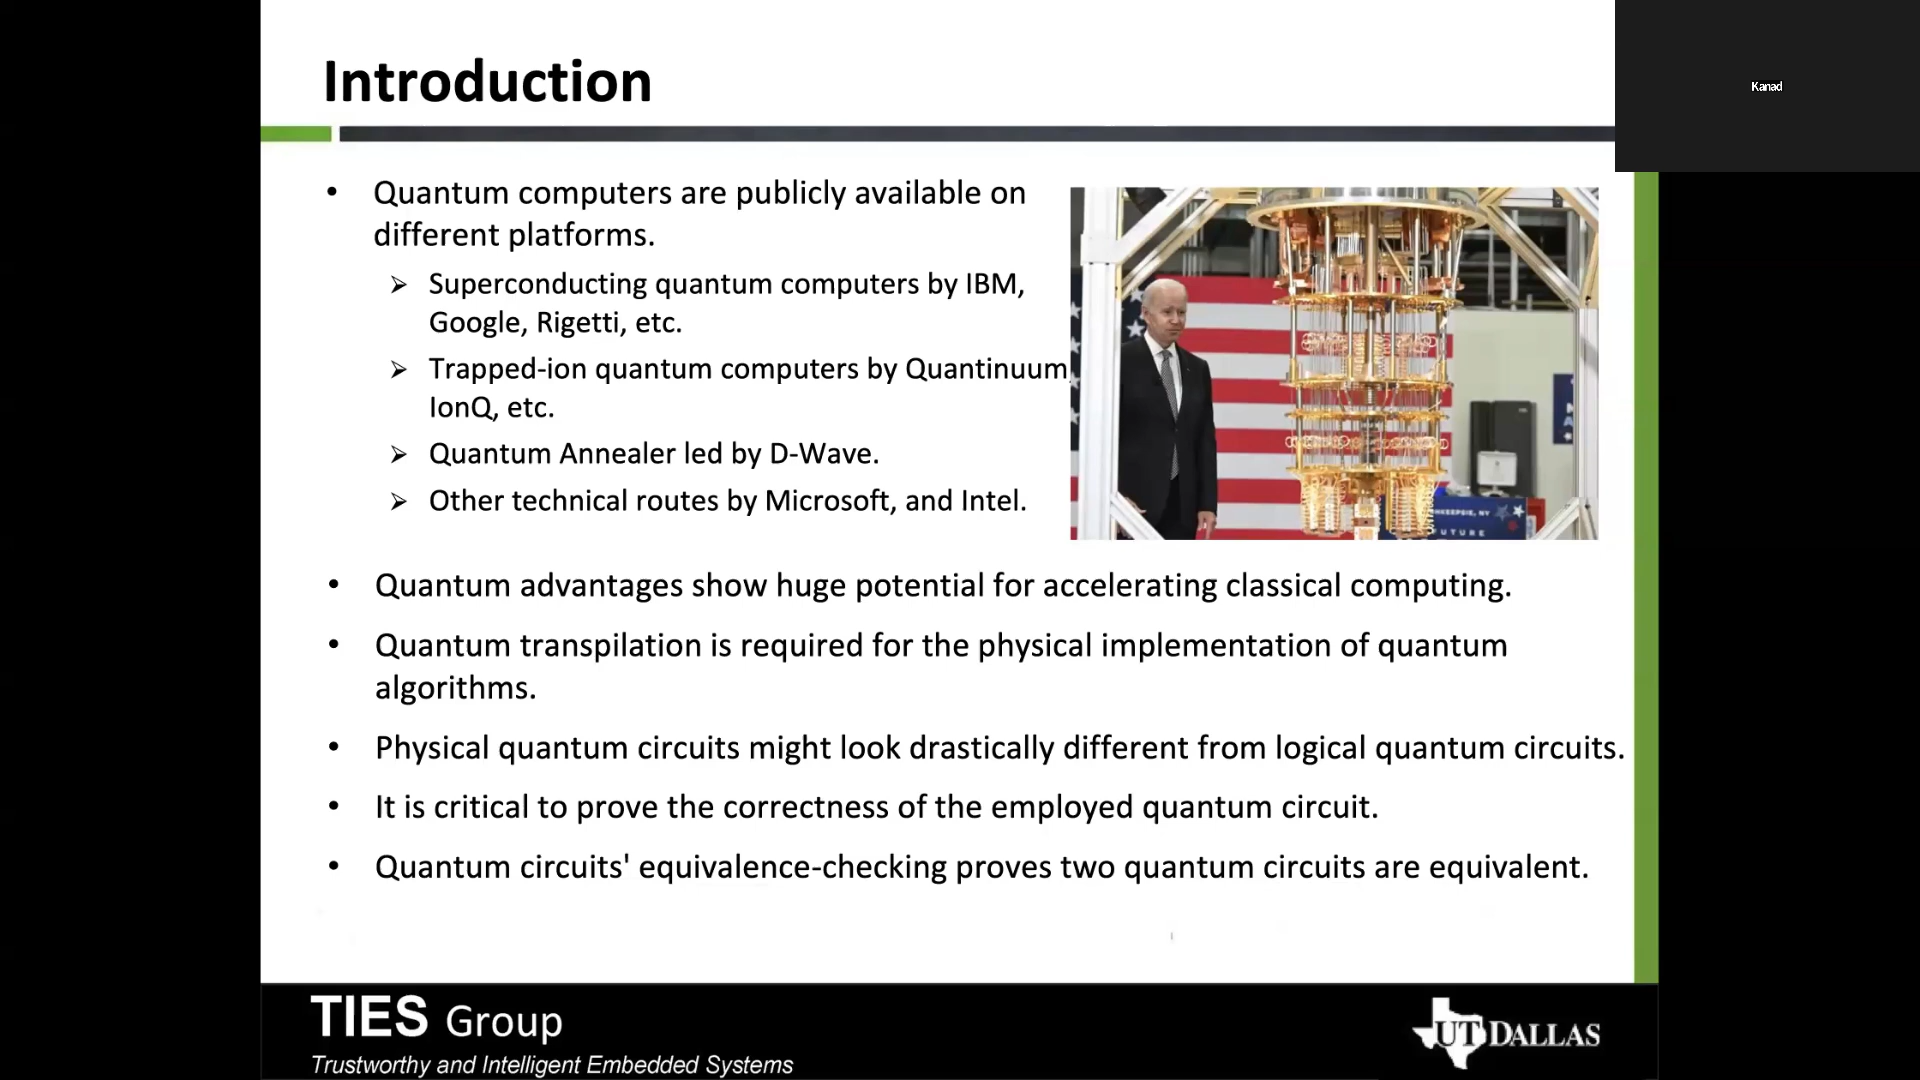 Introduction
Kanad
• Quantum computers are publicly available on
different platforms.
➢ Superconducting quantum computers by IBM,
Google, Rigetti, etc.
➢ Trapped-ion quantum computers by Quantinuum
IonQ, etc.
➢ Quantum Annealer led by D-Wave.
➢ Other technical routes by Microsoft, and Intel.
KEEPSIE, NY
FUTURE
• Quantum advantages show huge potential for accelerating classical computing.
• Quantum transpilation is required for the physical implementation of quantum
algorithms.
• Physical quantum circuits might look drastically different from logical quantum circuits.
• It is critical to prove the correctness of the employed quantum circuit.
• Quantum circuits' equivalence-checking proves two quantum circuits are equivalent.
TIES Group
Trustworthy and Intelligent Embedded Systems
UT DALLAS